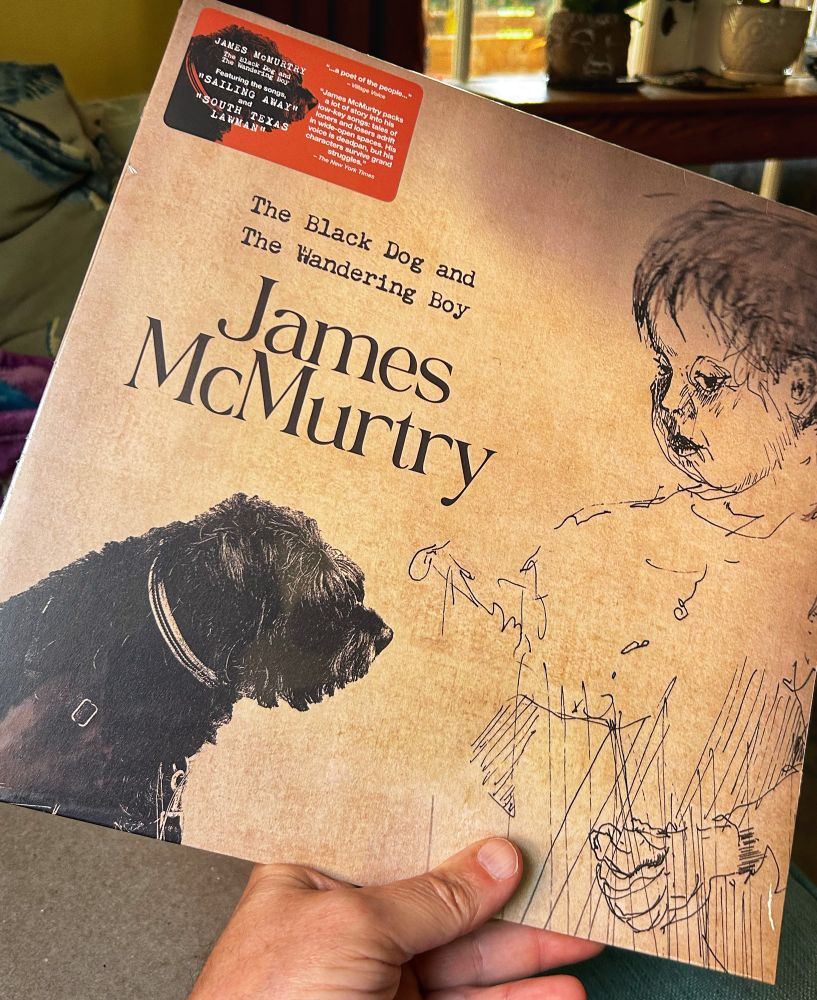 JAMES McMURTRY
The Black Dog and
The Wandering Boy
Featuring the songs,
"SAILING AWAY"
and
"SOUTH TEXAS
LAWMAN"
"...a poet of the people..."
– Village Voice
"James McMurtry packs
a lot of story into his
low-key songs: tales of
loners and losers adrift
in wide-open spaces. His
voice is deadpan, but his
characters survive grand
struggles."
– The New York Times
The Black Dog and
The Wandering Boy
James
McMurtry